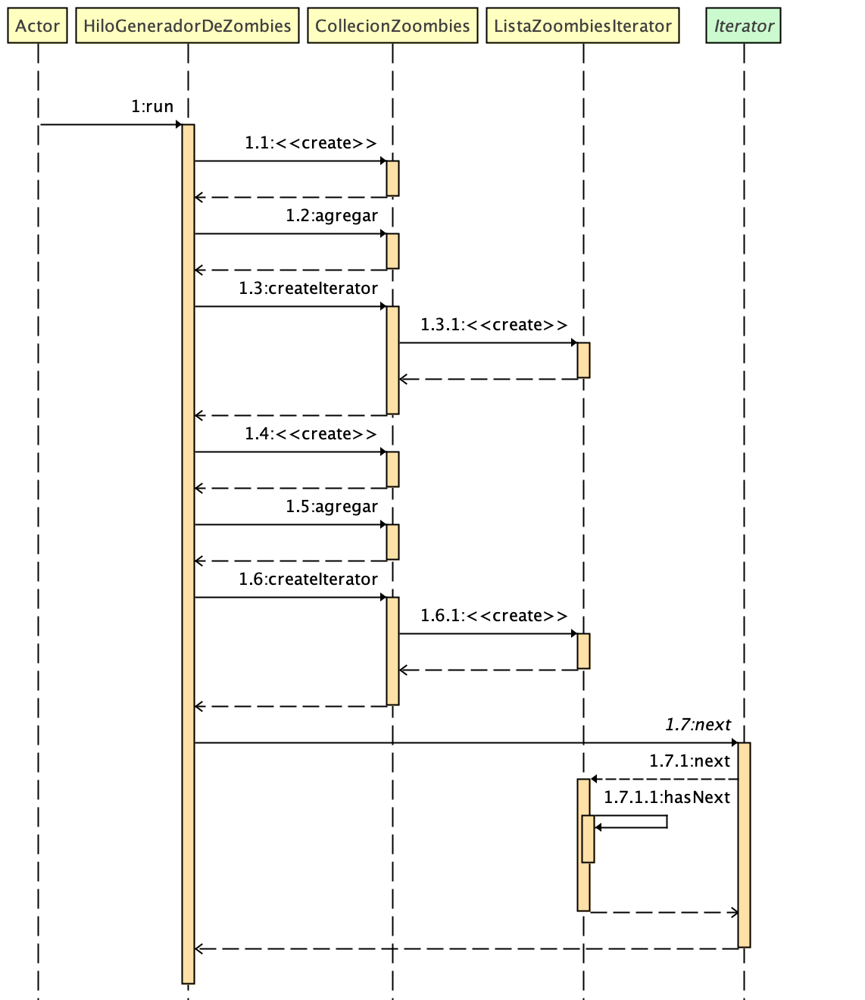 Actor
HiloGeneradorDeZombies
CollecionZoombies
ListaZoombiesIterator
Iterator
1:run
1.1:<<create>>
1.2:agregar
1.3:createIterator
1.3.1:<<create>>
1.4:<<create>>
1.5:agregar
1.6:createIterator
1.6.1:<<create>>
1.7:next
1.7.1:next
1.7.1.1:hasNext